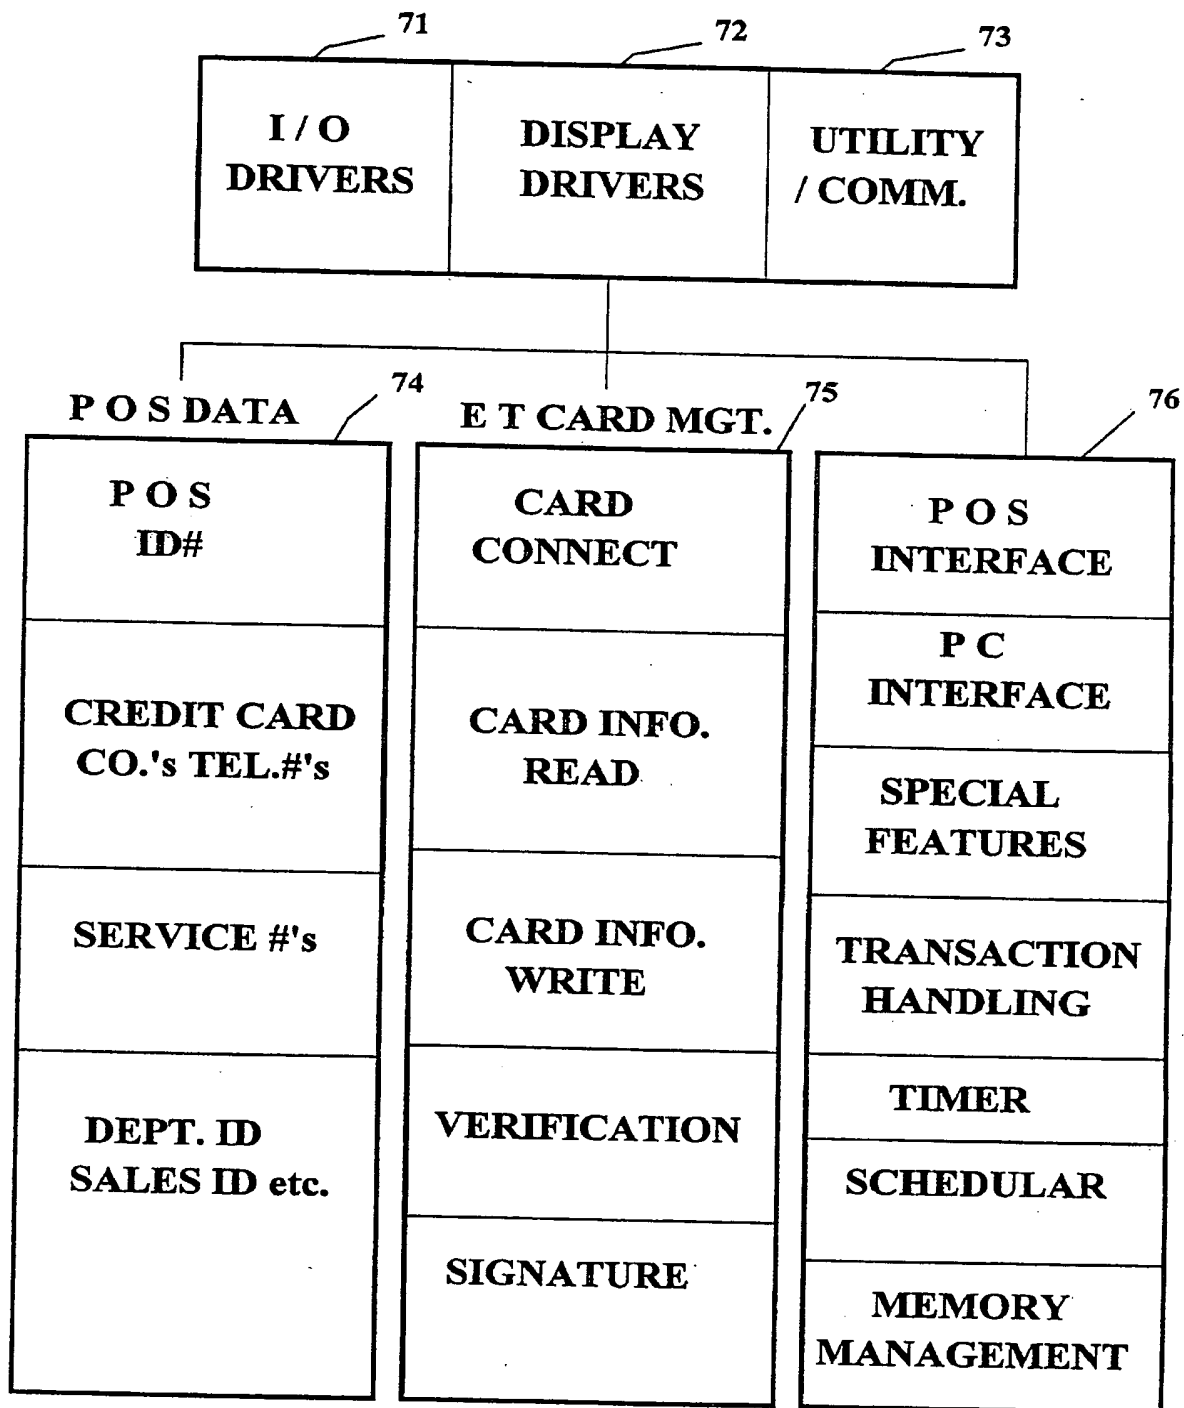 71
72
73
I / O
DRIVERS
DISPLAY
DRIVERS
UTILITY
/ COMM.
P O S DATA
74
P O S
ID#
CREDIT CARD
CO.'s TEL.#'s
SERVICE #'s
DEPT. ID
SALES ID etc.
E T CARD MGT.
75
CARD
CONNECT
CARD INFO.
READ
CARD INFO.
WRITE
VERIFICATION
SIGNATURE
76
P O S
INTERFACE
P C
INTERFACE
SPECIAL
FEATURES
TRANSACTION
HANDLING
TIMER
SCHEDULAR
MEMORY
MANAGEMENT